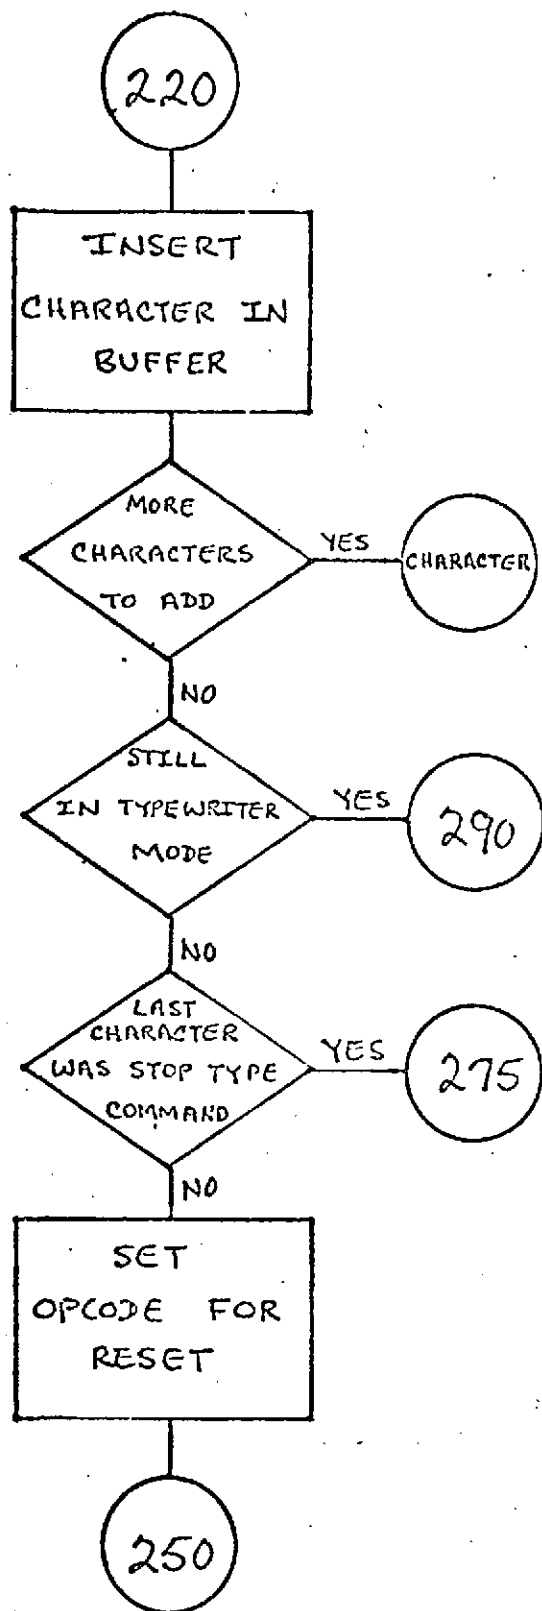 220
INSERT
CHARACTER IN
BUFFER
MORE
CHARACTERS
TO ADD
YES
CHARACTER
NO
STILL
IN TYPEWRITER
MODE
YES
290
NO
LAST
CHARACTER
WAS STOP TYPE
COMMAND
YES
275
NO
SET
OPCODE FOR
RESET
250